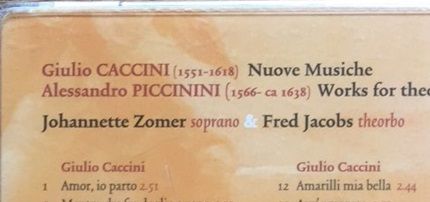 Giulio CACCINI (1551-1618) Nuove Musiche
Alessandro PICCININI (1566- ca 1638) Works for
Johannette Zomer soprano & Fred Jacobs theorbo
Giulio Caccini
1 Amor, io parto 2.51
Giulio Caccini
12 Amarilli mia bella 2.44